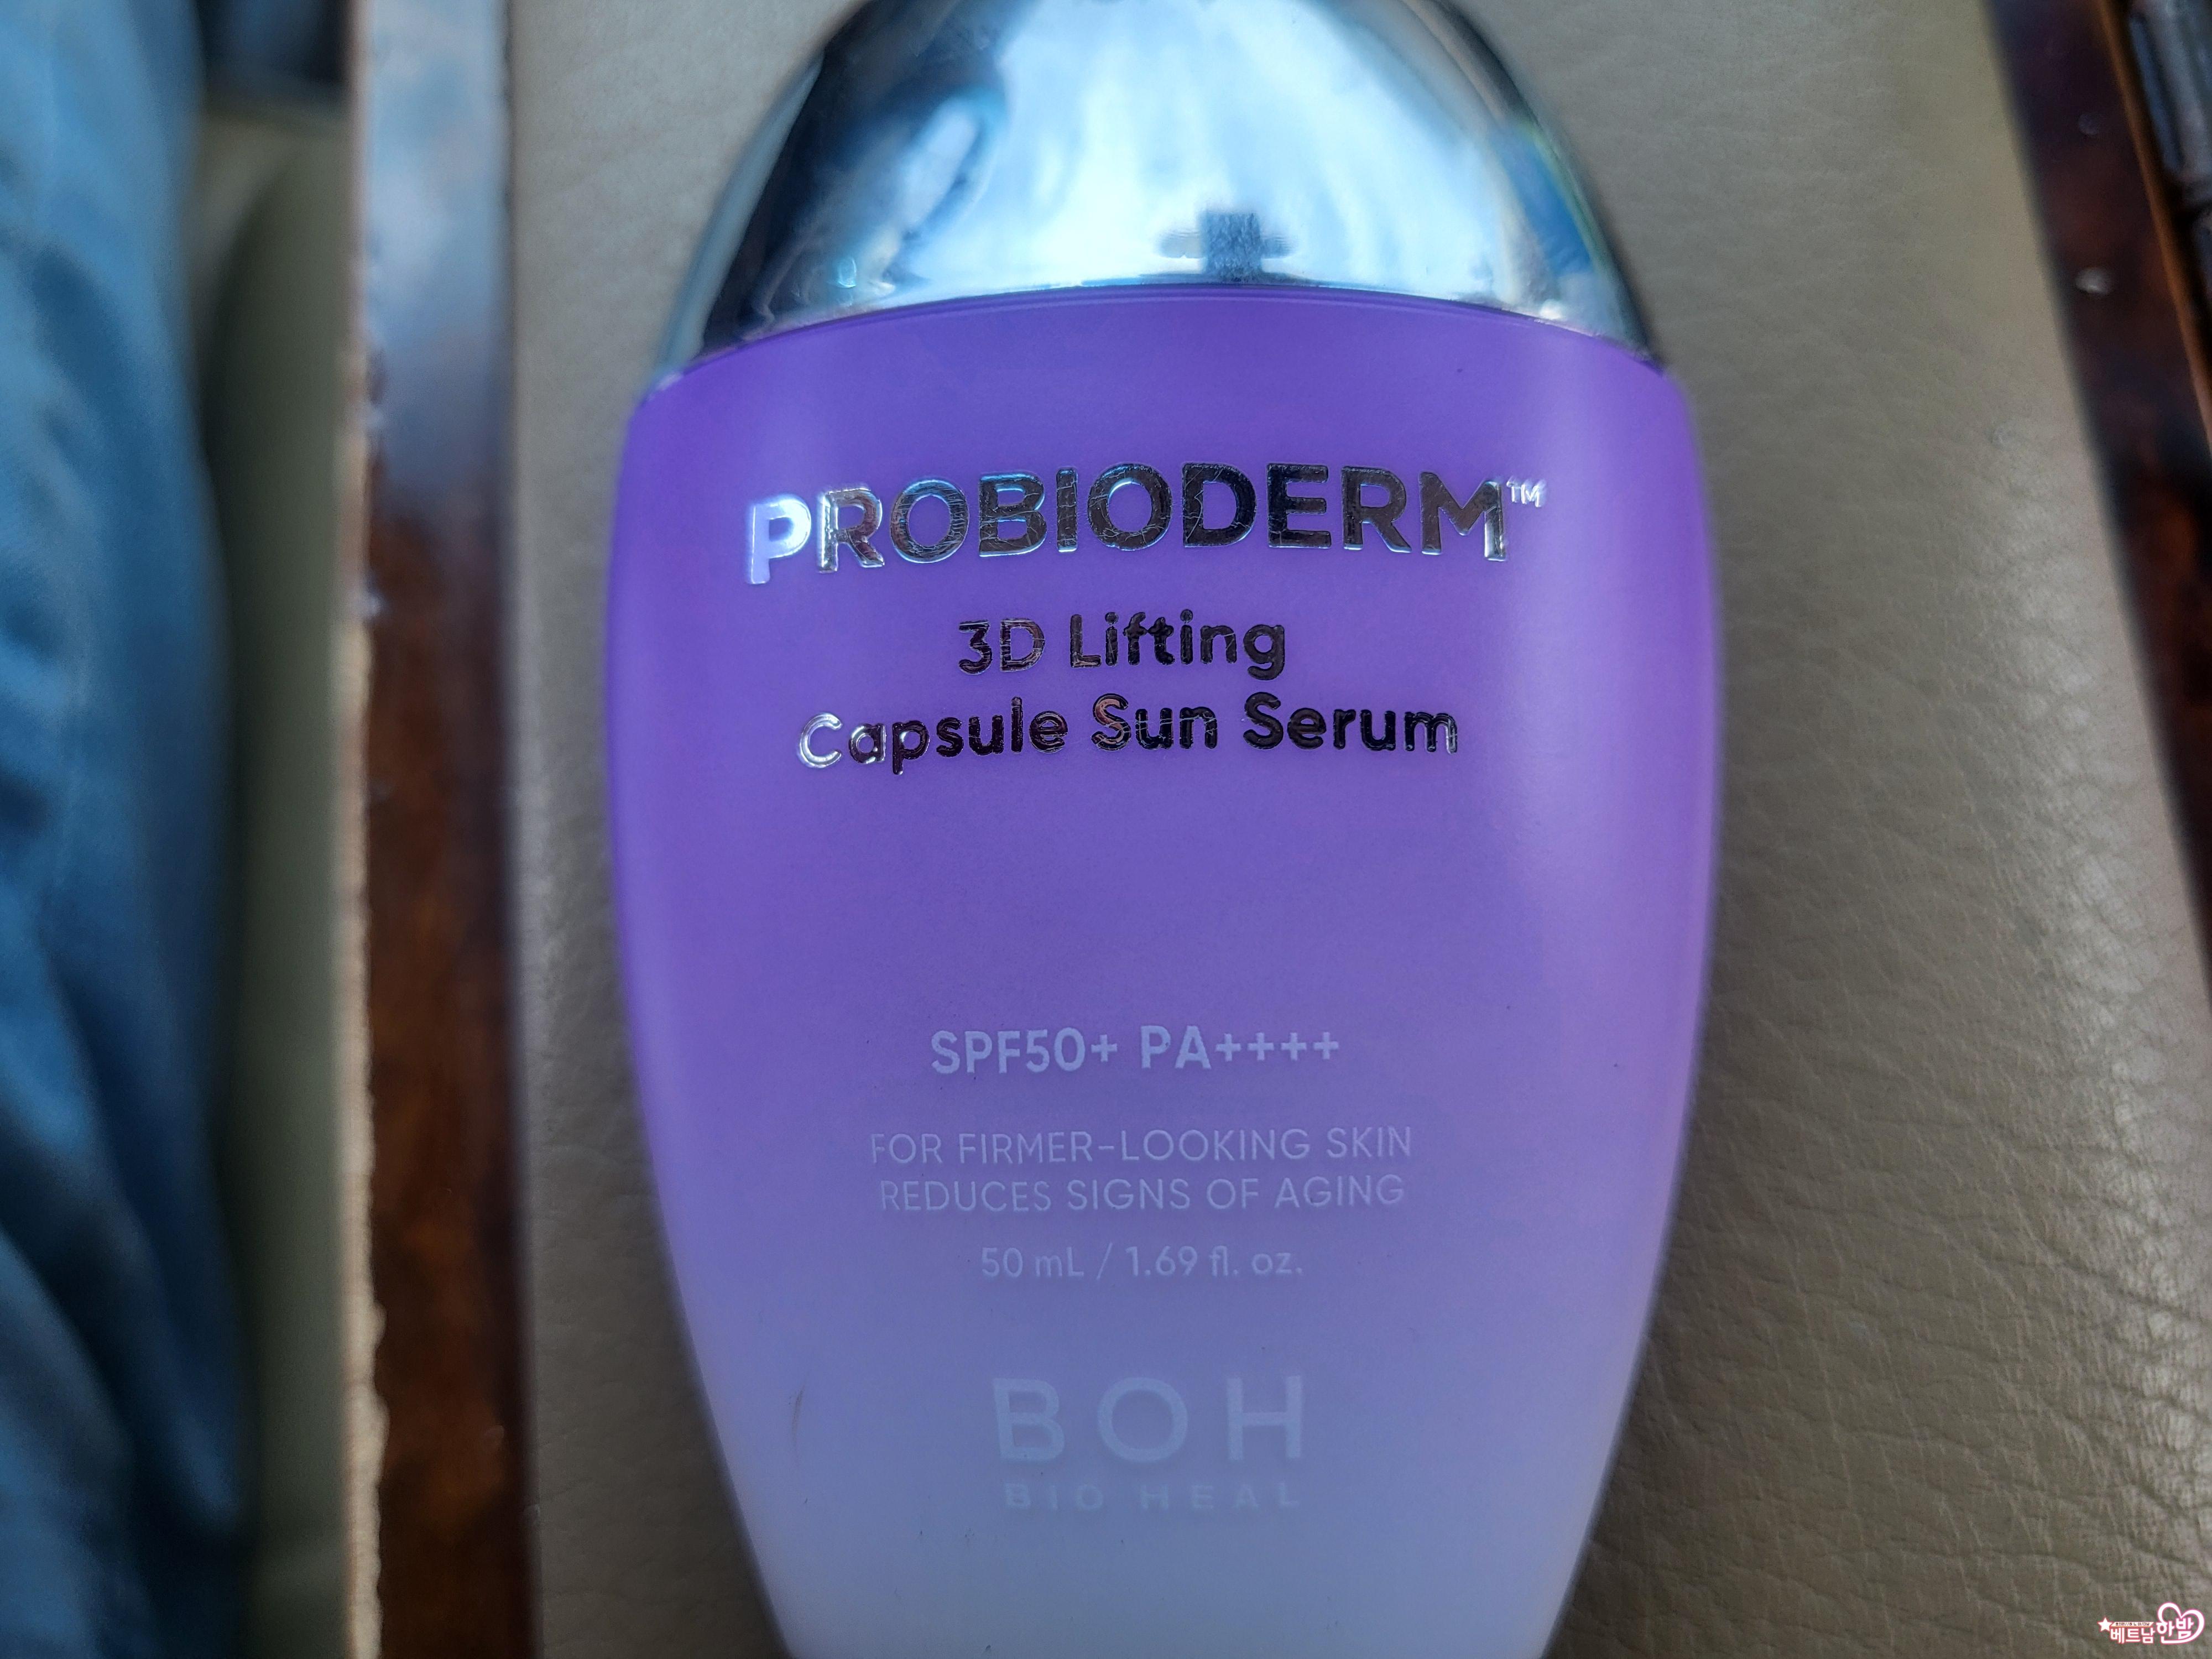 PROBIODERM™
3D Lifting
Capsule Sun Serum
SPF50+ PA++++
FOR FIRMER-LOOKING SKIN
REDUCES SIGNS OF AGING
50 mL / 1.69 fl. oz.
BOH
BIO HEAL
베트남하밤